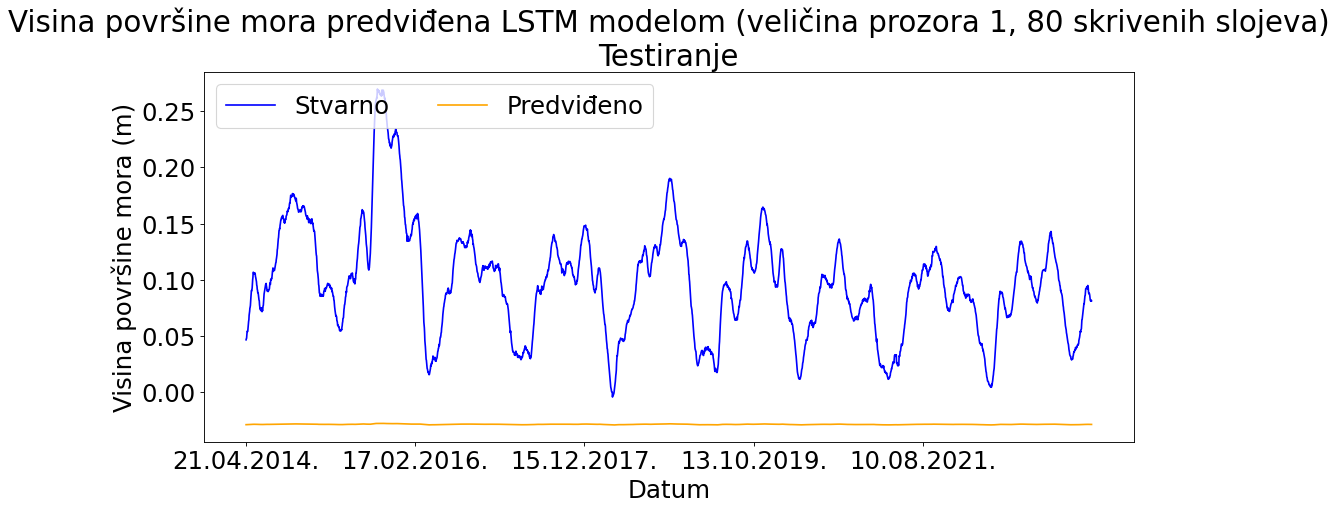 Visina površine mora predviđena LSTM modelom (veličina prozora 1, 80 skrivenih slojeva)
Testiranje
Stvarno Predviđeno
Visina površine mora (m)
0.25
0.20
0.15
0.10
0.05
0.00
21.04.2014. 17.02.2016. 15.12.2017. 13.10.2019. 10.08.2021.
Datum